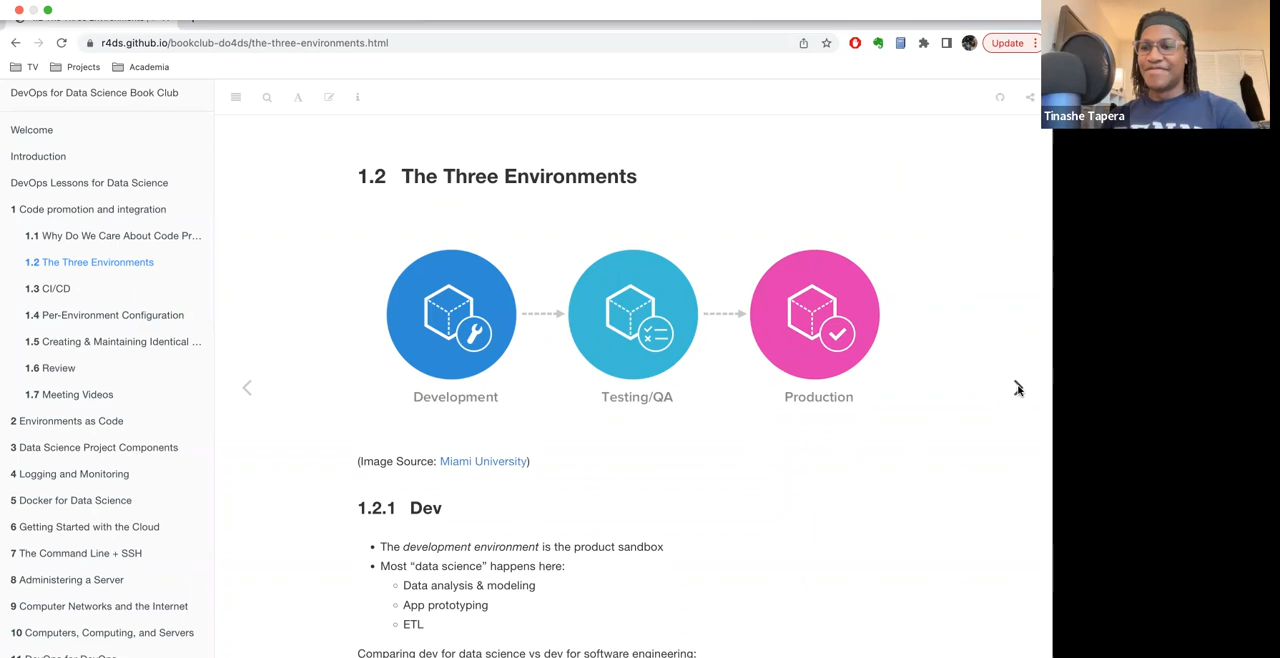 r4ds.github.io/bookclub-do4ds/the-three-environments.html
Update
TV Projects Academia
Tinashe Tapera
DevOps for Data Science Book Club
Welcome
Introduction
DevOps Lessons for Data Science
1 Code promotion and integration
1.1 Why Do We Care About Code Pr...
1.2 The Three Environments
1.3 CI/CD
1.4 Per-Environment Configuration
1.5 Creating & Maintaining Identical ...
1.6 Review
1.7 Meeting Videos
2 Environments as Code
3 Data Science Project Components
4 Logging and Monitoring
5 Docker for Data Science
6 Getting Started with the Cloud
7 The Command Line + SSH
8 Administering a Server
9 Computer Networks and the Internet
10 Computers, Computing, and Servers
1.2 The Three Environments
Development
Testing/QA
Production
(Image Source: Miami University)
1.2.1 Dev
• The development environment is the product sandbox
• Most “data science” happens here:
○ Data analysis & modeling
○ App prototyping
○ ETL
Comparing dev for data science vs dev for software engineering: